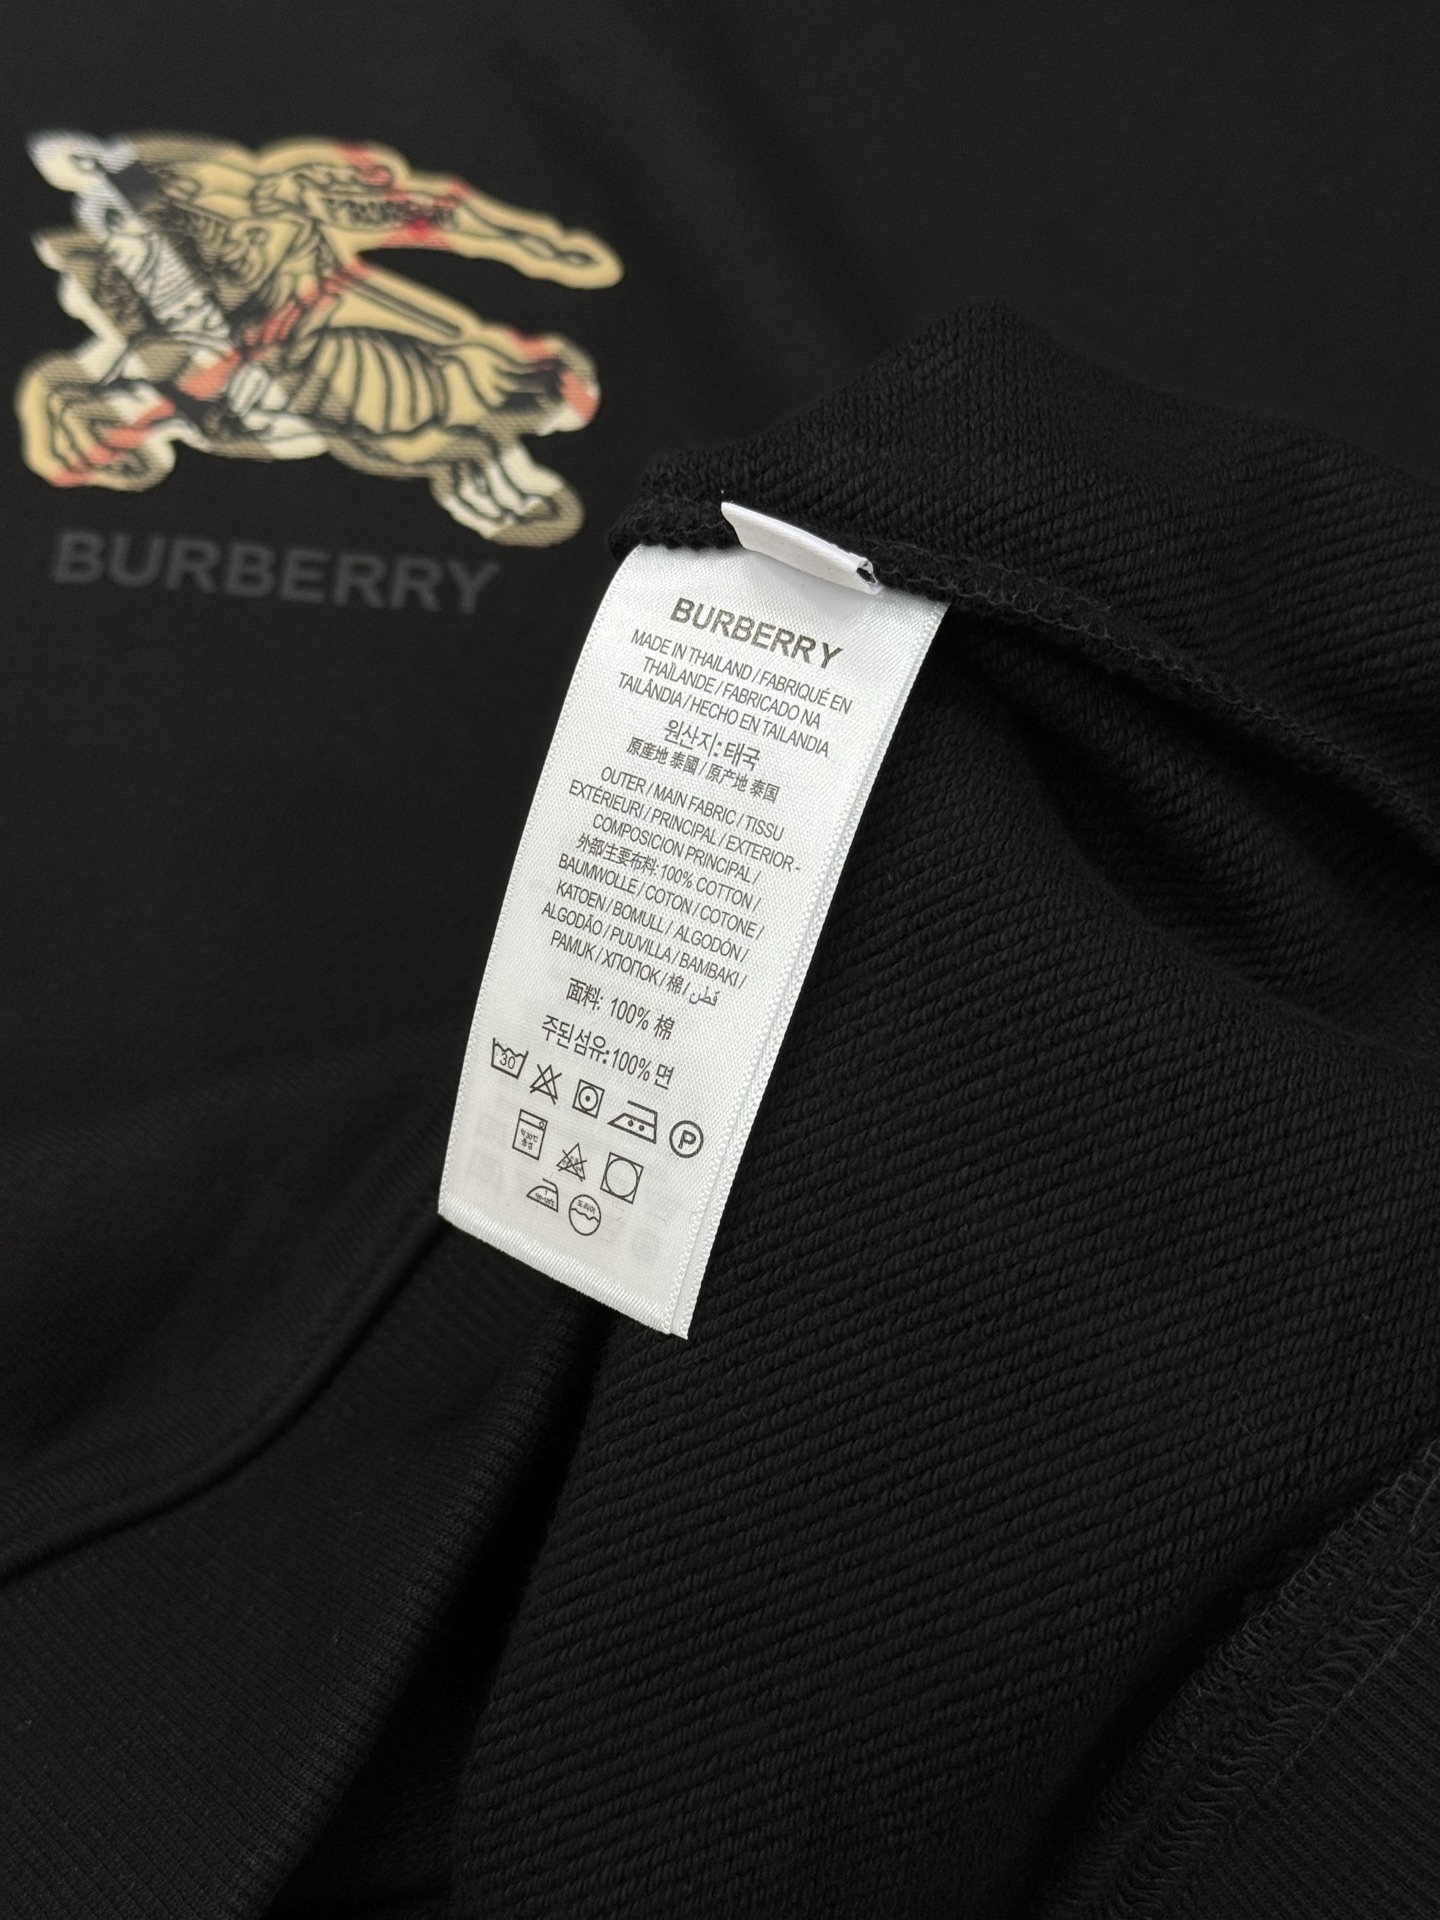 BURBERRY
BURBERRY
MADE IN THAILAND / FABRIQUÉ EN
THAÏLANDE / FABRICADO NA
TAILÂNDIA / HECHO EN TAILANDIA
원산지: 태국
原産地 泰國 / 原产地 泰国
OUTER / MAIN FABRIC / TISSU
EXTÉRIEURI / PRINCIPAL / EXTERIOR -
COMPOSICION PRINCIPAL /
外部/主要布料: 100% COTTON /
BAUMWOLLE / COTON / COTONE /
KATOEN / BOMULL / ALGODÓN /
ALGODÃO / PUUVILLA / BAMBAKI /
PAMUK / ХΠΟΠΟΚ / 棉 / قطن
面料: 100% 棉
주된섬유:100% 면
30
P